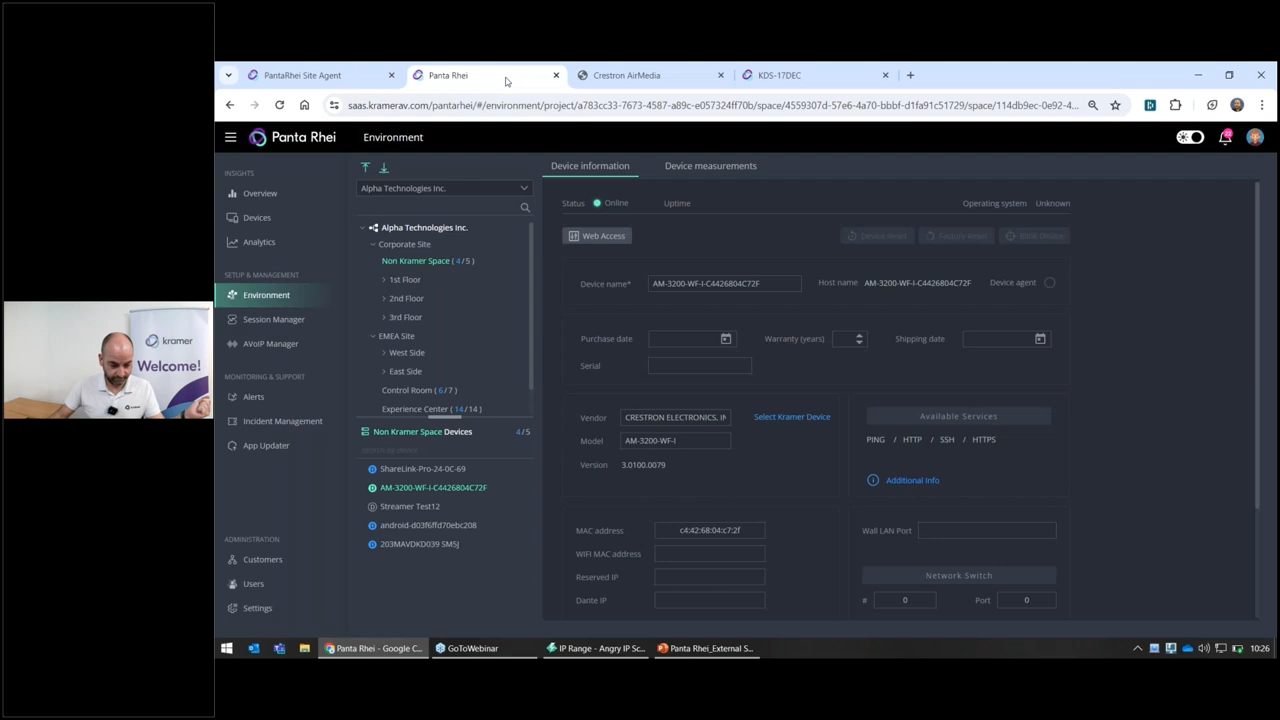 PantaRhei Site Agent
Panta Rhei
Crestron AirMedia
KDS-17DEC
saas.kramerav.com/pantarhei/#/environment/project/a783cc33-7673-4587-a89c-e057324ff70b/space/4559307d-57e6-4a70-bbbf-d1fa91c51729/space/114db9ec-0e92-4...
Panta Rhei
Environment
22
INSIGHTS
Overview
Devices
Analytics
SETUP & MANAGEMENT
Environment
Session Manager
AVoIP Manager
MONITORING & SUPPORT
Alerts
Incident Management
App Updater
ADMINISTRATION
Customers
Users
Settings
Alpha Technologies Inc.
Alpha Technologies Inc.
Corporate Site
Non Kramer Space ( 4 / 5 )
1st Floor
2nd Floor
3rd Floor
EMEA Site
West Side
East Side
Control Room ( 6 / 7 )
Experience Center ( 14 / 14 )
Non Kramer Space Devices 4/5
ShareLink-Pro-24-0C-69
AM-3200-WF-I-C4426804C72F
Streamer Test12
android-d03f6ffd70ebc208
203MAVDKD039 SM5J
Device information
Device measurements
Status Online Uptime Operating system Unknown
Web Access Device Reset Factory Reset
Device name* AM-3200-WF-I-C4426804C72F Host name AM-3200-WF-I-C4426804C72F Device agent
Purchase date Warranty (years) Shipping date
Serial
Vendor CRESTRON ELECTRONICS, IN Select Kramer Device
Model AM-3200-WF-I
Version 3.0100.0079
Available Services
PING / HTTP / SSH / HTTPS
Additional Info
MAC address c4:42:68:04:c7:2f
WIFI MAC address
Reserved IP
Dante IP
Wall LAN Port
Network Switch
# 0 Port 0
kramer
Welcome!
kramer
Panta Rhei - Google C...
GoToWebinar
IP Range - Angry IP Sc...
Panta Rhei_External S...
10:26